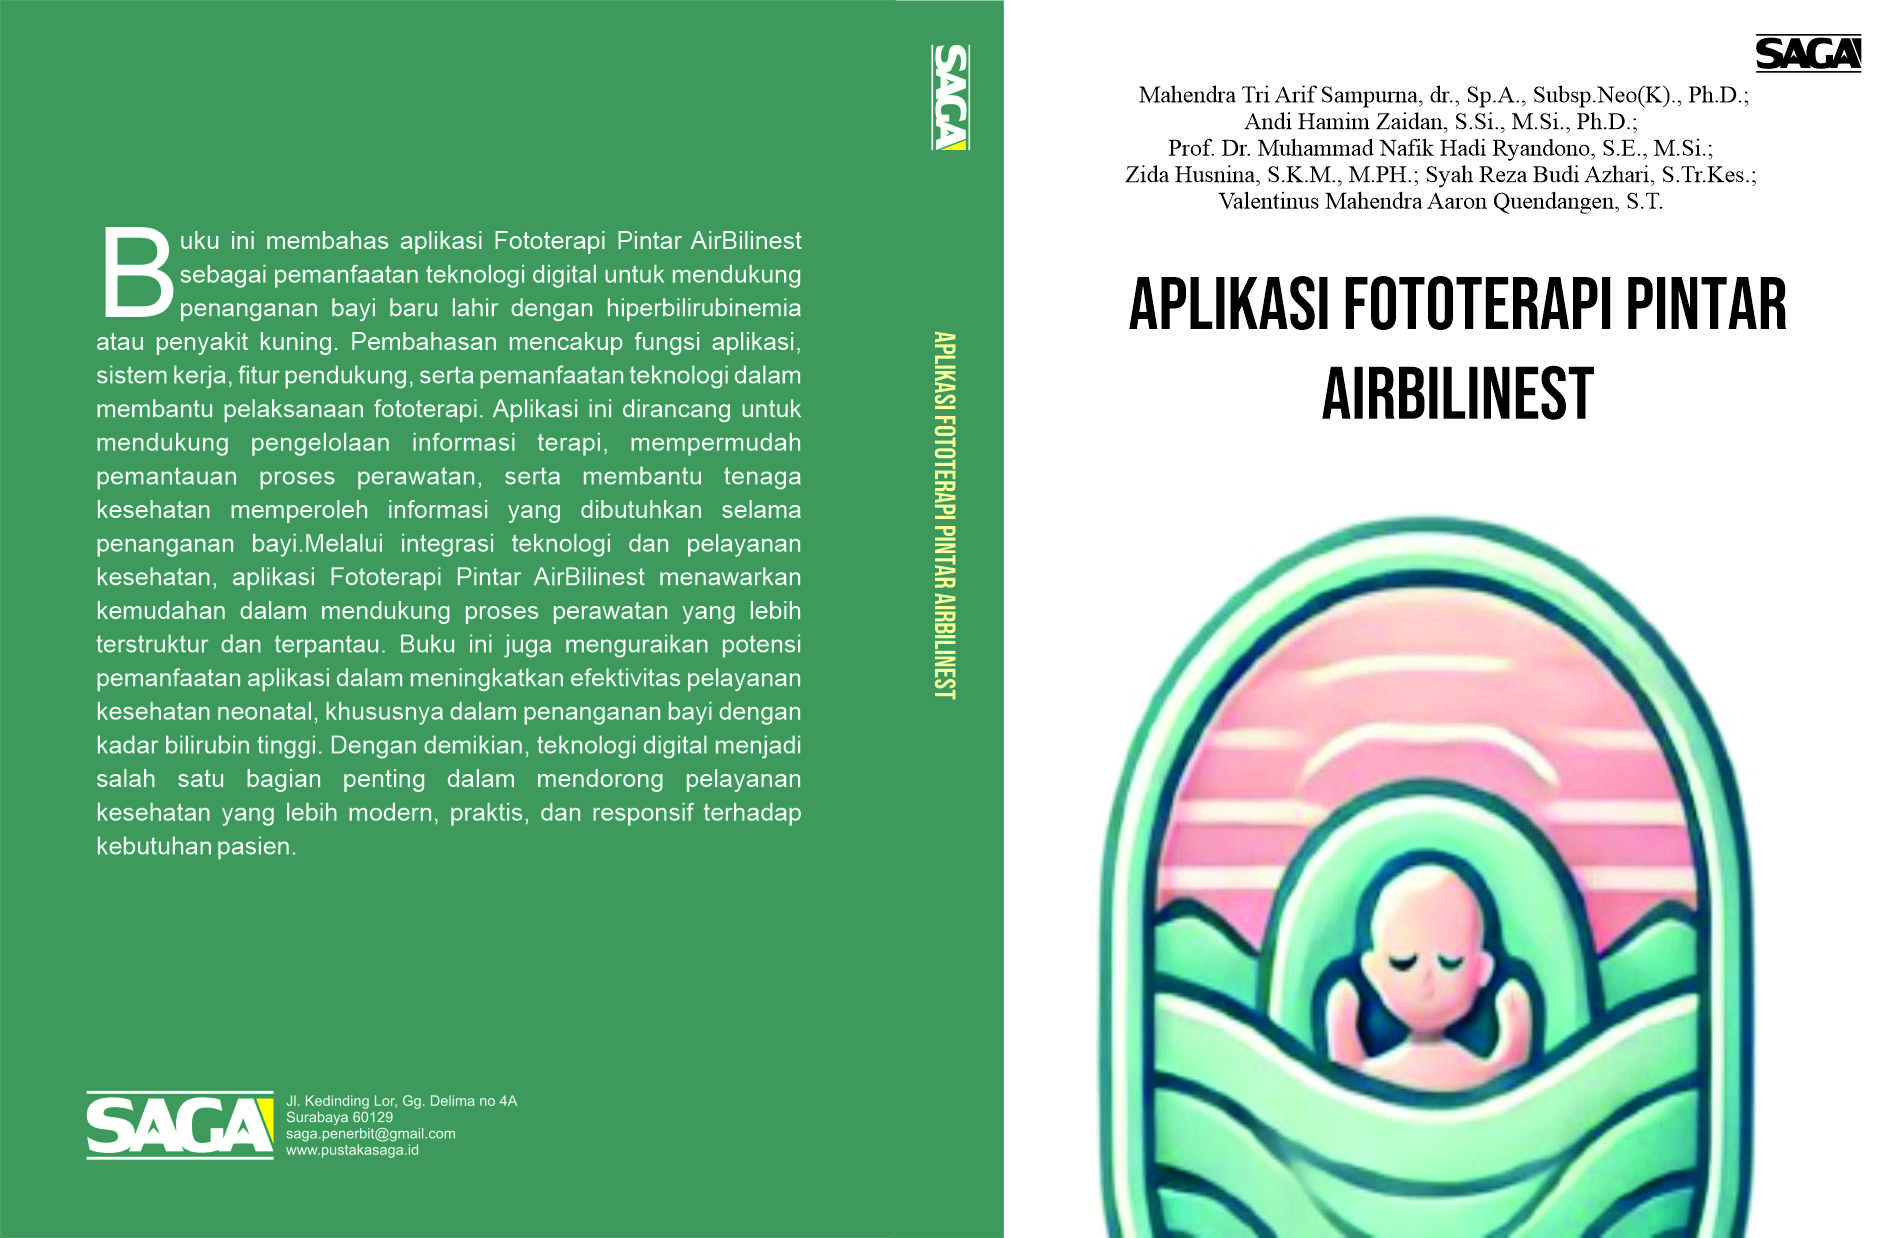 Buku ini membahas aplikasi Fototerapi Pintar AirBilinest
sebagai pemanfaatan teknologi digital untuk mendukung
penanganan bayi baru lahir dengan hiperbilirubinemia
atau penyakit kuning. Pembahasan mencakup fungsi aplikasi,
sistem kerja, fitur pendukung, serta pemanfaatan teknologi dalam
membantu pelaksanaan fototerapi. Aplikasi ini dirancang untuk
mendukung pengelolaan informasi terapi, mempermudah
pemantauan proses perawatan, serta membantu tenaga
kesehatan memperoleh informasi yang dibutuhkan selama
penanganan bayi.Melalui integrasi teknologi dan pelayanan
kesehatan, aplikasi Fototerapi Pintar AirBilinest menawarkan
kemudahan dalam mendukung proses perawatan yang lebih
terstruktur dan terpantau. Buku ini juga menguraikan potensi
pemanfaatan aplikasi dalam meningkatkan efektivitas pelayanan
kesehatan neonatal, khususnya dalam penanganan bayi dengan
kadar bilirubin tinggi. Dengan demikian, teknologi digital menjadi
salah satu bagian penting dalam mendorong pelayanan
kesehatan yang lebih modern, praktis, dan responsif terhadap
kebutuhan pasien.
SAGA
Jl. Kedinding Lor, Gg. Delima no 4A
Surabaya 60129
saga.penerbit@gmail.com
www.pustakasaga.id
SAGA
APLIKASI FOTOTERAPI PINTAR AIRBILINEST
SAGA
Mahendra Tri Arif Sampurna, dr., Sp.A., Subsp.Neo(K)., Ph.D.;
Andi Hamim Zaidan, S.Si., M.Si., Ph.D.;
Prof. Dr. Muhammad Nafik Hadi Ryandono, S.E., M.Si.;
Zida Husnina, S.K.M., M.PH.; Syah Reza Budi Azhari, S.Tr.Kes.;
Valentinus Mahendra Aaron Quendangen, S.T.
APLIKASI FOTOTERAPI PINTAR
AIRBILINEST